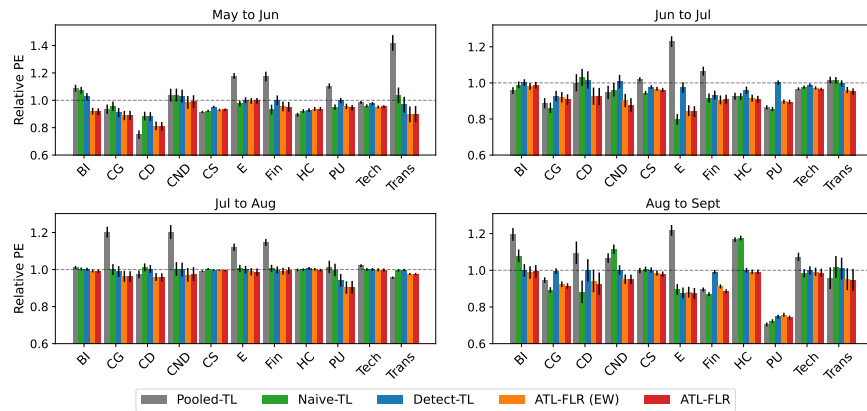 May to Jun
Relative PE
1.4
1.2
1.0
0.8
0.6
BI CG CD CND CS E Fin HC PU Tech Trans
Jun to Jul
1.2
1.0
0.8
0.6
BI CG CD CND CS E Fin HC PU Tech Trans
Jul to Aug
Relative PE
1.2
1.0
0.8
0.6
BI CG CD CND CS E Fin HC PU Tech Trans
Aug to Sept
1.2
1.0
0.8
0.6
BI CG CD CND CS E Fin HC PU Tech Trans
Pooled-TL Naive-TL Detect-TL ATL-FLR (EW) ATL-FLR